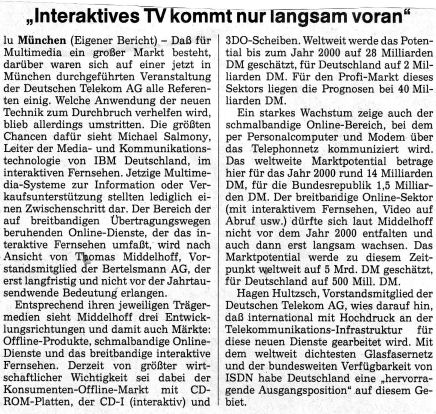 „Interaktives TV kommt nur langsam voran“
lu München (Eigener Bericht) – Daß für
Multimedia ein großer Markt besteht,
darüber waren sich auf einer jetzt in
München durchgeführten Veranstaltung
der Deutschen Telekom AG alle Referen-
ten einig. Welche Anwendung der neuen
Technik zum Durchbruch verhelfen wird,
blieb allerdings umstritten. Die größten
Chancen dafür sieht Michael Salmony,
Leiter der Media- und Kommunikations-
technologie von IBM Deutschland, im
interaktiven Fernsehen. Jetzige Multime-
dia-Systeme zur Information oder Ver-
kaufsunterstützung stellten lediglich ei-
nen Zwischenschritt dar. Der Bereich der
auf breitbandigen Übertragungswegen
beruhenden Online-Dienste, der das in-
teraktive Fernsehen umfaßt, wird nach
Ansicht von Thomas Middelhoff, Vor-
standsmitglied der Bertelsmann AG, der
erst langfristig und nicht vor der Jahrtau-
sendwende Bedeutung erlangen.
Entsprechend ihren jeweiligen Träger-
medien sieht Middelhoff drei Entwick-
lungsrichtungen und damit auch Märkte:
Offline-Produkte, schmalbandige Online-
Dienste und das breitbandige interaktive
Fernsehen. Derzeit von größter wirt-
schaftlicher Wichtigkeit sei dabei der
Konsumenten-Offline-Markt mit CD-
ROM-Platten, der CD-I (interaktiv) und
3DO-Scheiben. Weltweit werde das Poten-
tial bis zum Jahr 2000 auf 28 Milliarden
DM geschätzt, für Deutschland auf 2 Mil-
liarden DM. Für den Profi-Markt dieses
Sektors liegen die Prognosen bei 40 Mil-
liarden DM.
Ein starkes Wachstum zeige auch der
schmalbandige Online-Bereich, bei dem
per Personalcomputer und Modem über
das Telephonnetz kommuniziert wird.
Das weltweite Marktpotential betrage
hier für das Jahr 2000 rund 14 Milliarden
DM, für die Bundesrepublik 1,5 Milliar-
den DM. Der breitbandige Online-Sektor
(mit interaktivem Fernsehen, Video auf
Abruf usw.) dürfte sich laut Middelhoff
nicht vor dem Jahr 2000 entfalten und
auch dann erst langsam wachsen. Das
Marktpotential werde zu diesem Zeit-
punkt weltweit auf 5 Mrd. DM geschätzt,
für Deutschland auf 500 Mill. DM.
Hagen Hultzsch, Vorstandsmitglied der
Deutschen Telekom AG, wies darauf hin,
daß international mit Hochdruck an der
Telekommunikations-Infrastruktur für
diese neuen Dienste gearbeitet wird. Mit
dem weltweit dichtesten Glasfasernetz
und der bundesweiten Verfügbarkeit von
ISDN habe Deutschland eine „hervorra-
gende Ausgangsposition“ auf diesem Ge-
biet.